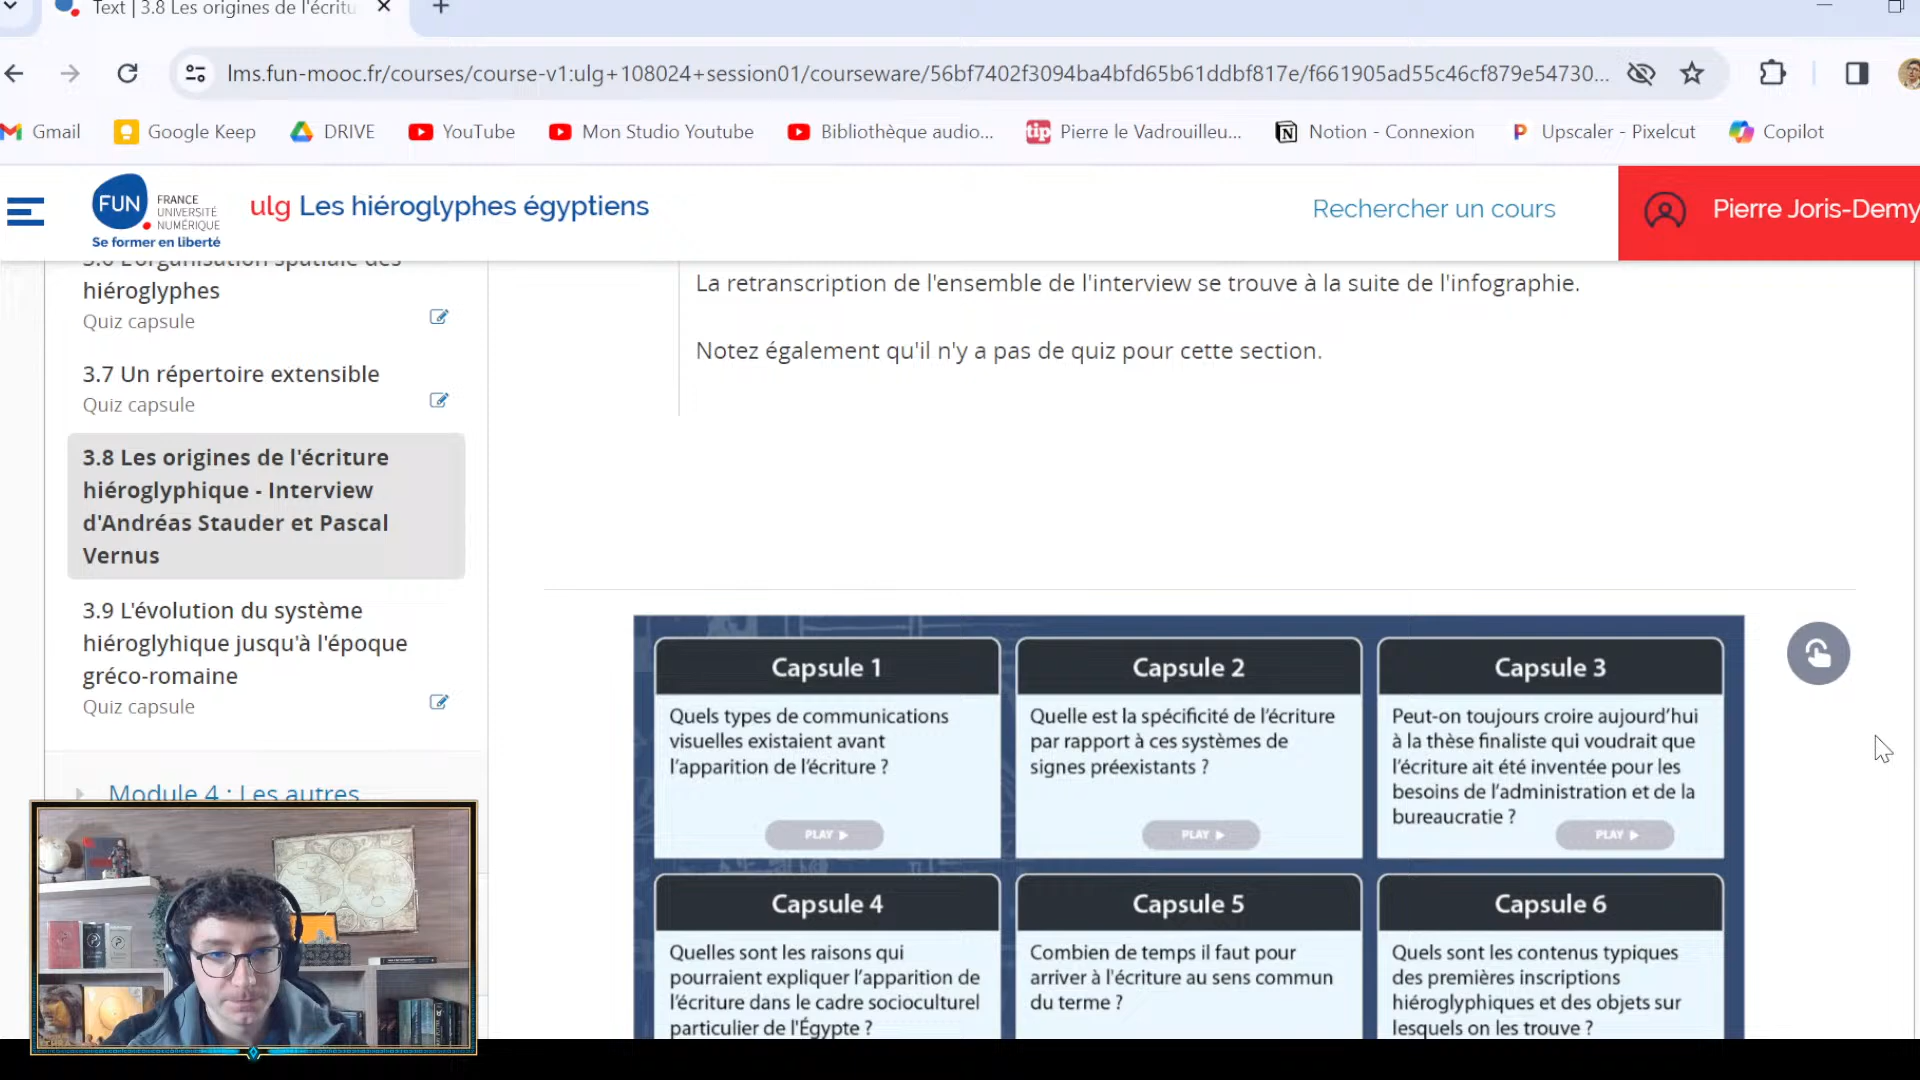 Text | 3.8 Les origines de l'écritu
lms.fun-mooc.fr/courses/course-v1:ulg+108024+session01/courseware/56bf7402f3094ba4bfd65b61ddbf817e/f661905ad55c46cf879e54730...
Gmail
Google Keep
DRIVE
YouTube
Mon Studio Youtube
Bibliothèque audio...
tip
Pierre le Vadrouilleu...
Notion - Connexion
Upscaler - Pixelcut
Copilot
FUN FRANCE
UNIVERSITÉ
NUMÉRIQUE
Se former en liberté
ulg Les hiéroglyphes égyptiens
Rechercher un cours
Pierre Joris-Demy
3.6 L'organisation spatiale des
hiéroglyphes
Quiz capsule
3.7 Un répertoire extensible
Quiz capsule
3.8 Les origines de l'écriture
hiéroglyphique - Interview
d'Andréas Stauder et Pascal
Vernus
3.9 L'évolution du système
hiéroglyhique jusqu'à l'époque
gréco-romaine
Quiz capsule
Module 4 : Les autres
La retranscription de l'ensemble de l'interview se trouve à la suite de l'infographie.
Notez également qu'il n'y a pas de quiz pour cette section.
Capsule 1
Quels types de communications
visuelles existaient avant
l'apparition de l'écriture ?
PLAY
Capsule 2
Quelle est la spécificité de l'écriture
par rapport à ces systèmes de
signes préexistants ?
PLAY
Capsule 3
Peut-on toujours croire aujourd'hui
à la thèse finaliste qui voudrait que
l'écriture ait été inventée pour les
besoins de l'administration et de la
bureaucratie ?
PLAY
Capsule 4
Quelles sont les raisons qui
pourraient expliquer l'apparition de
l'écriture dans le cadre socioculturel
particulier de l'Égypte ?
Capsule 5
Combien de temps il faut pour
arriver à l'écriture au sens commun
du terme ?
Capsule 6
Quels sont les contenus typiques
des premières inscriptions
hiéroglyphiques et des objets sur
lesquels on les trouve ?